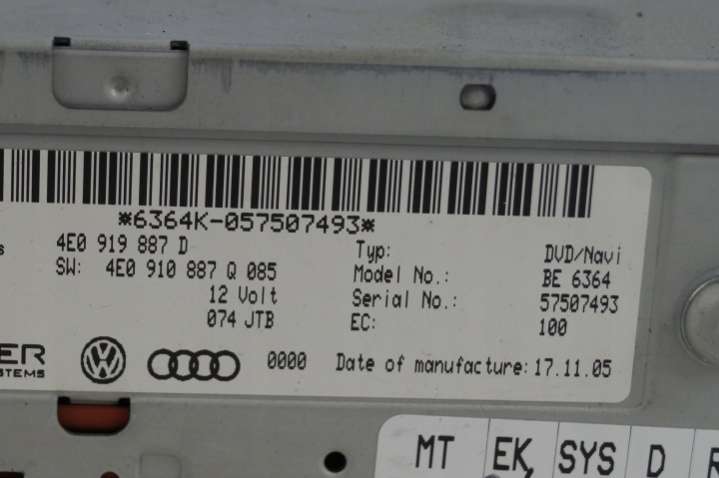 *6364K-057507493*
4E0 919 887 D
SW: 4E0 910 887 Q 085
12 Volt
074 JTB
Typ: DVD/Navi
Model No.: BE 6364
Serial No.: 57507493
EC: 100
0000 Date of manufacture: 17.11.05
MT EK, SYS D